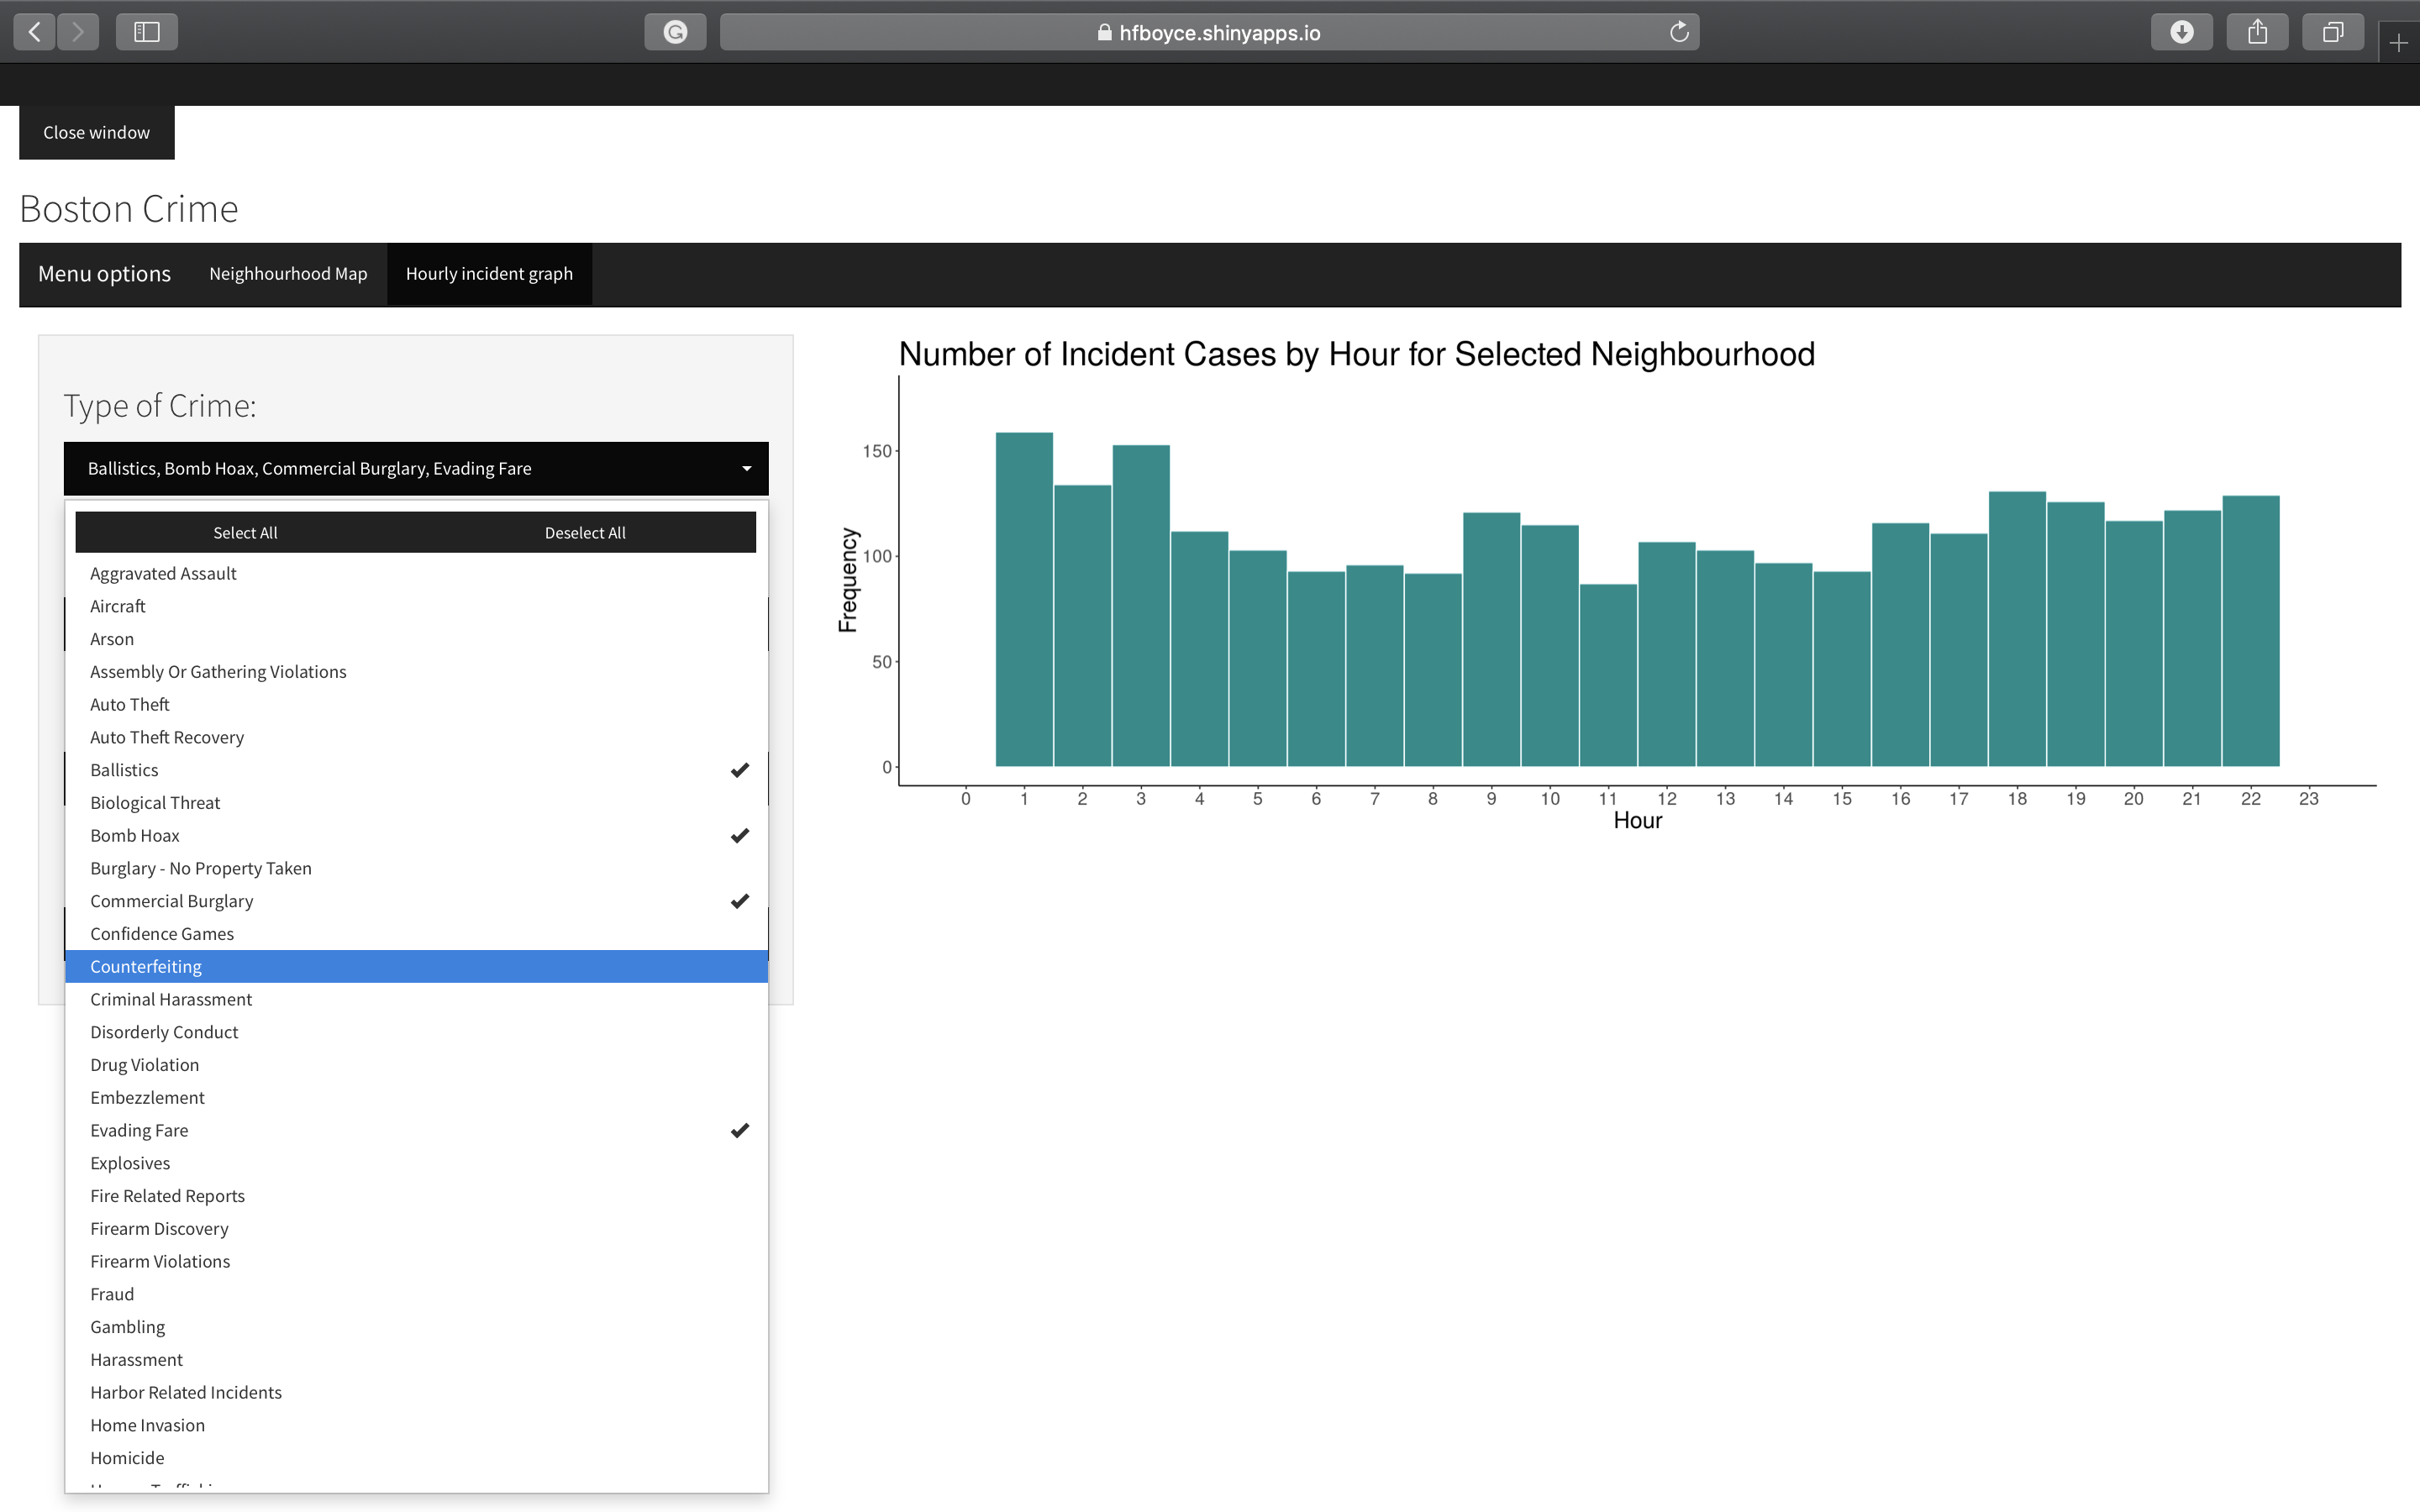 hfboyce.shinyapps.io
Close window
Boston Crime
Menu options Neighhourhood Map Hourly incident graph
Type of Crime:
Ballistics, Bomb Hoax, Commercial Burglary, Evading Fare
Select All Deselect All
Aggravated Assault
Aircraft
Arson
Assembly Or Gathering Violations
Auto Theft
Auto Theft Recovery
Ballistics
Biological Threat
Bomb Hoax
Burglary - No Property Taken
Commercial Burglary
Confidence Games
Counterfeiting
Criminal Harassment
Disorderly Conduct
Drug Violation
Embezzlement
Evading Fare
Explosives
Fire Related Reports
Firearm Discovery
Firearm Violations
Fraud
Gambling
Harassment
Harbor Related Incidents
Home Invasion
Homicide
Number of Incident Cases by Hour for Selected Neighbourhood
Frequency
150
100
50
0
0 1 2 3 4 5 6 7 8 9 10 11 12 13 14 15 16 17 18 19 20 21 22 23
Hour